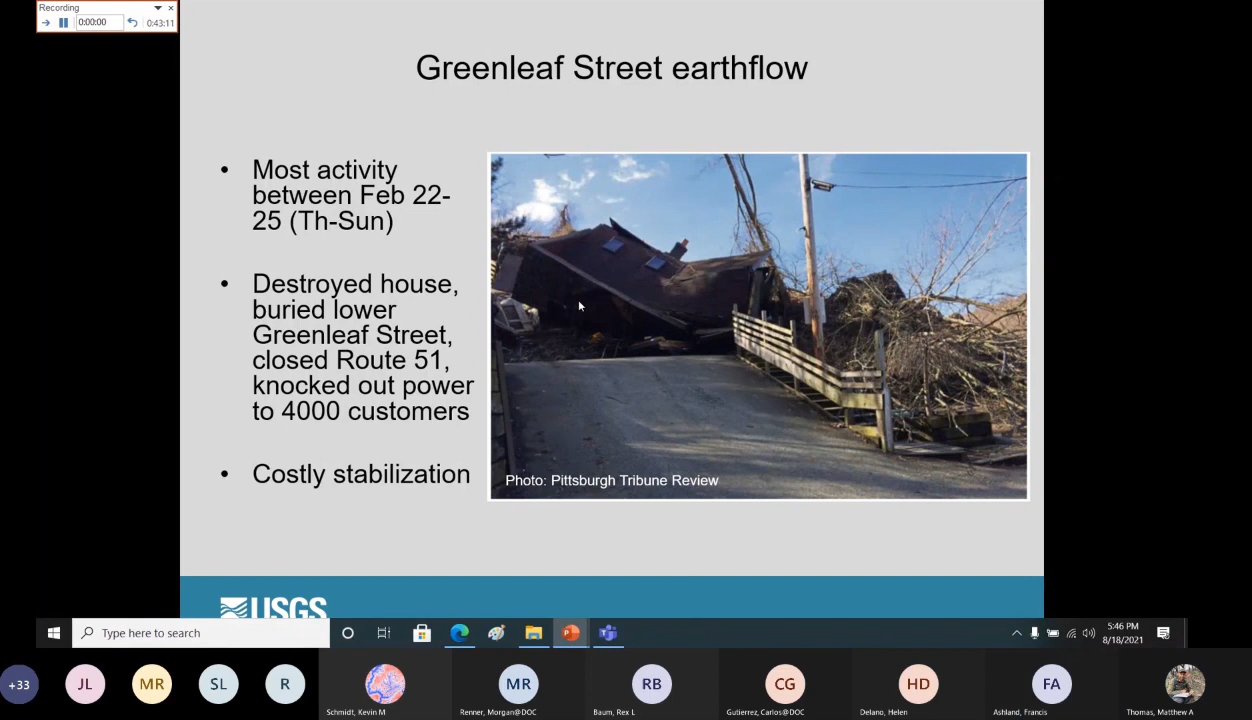 Recording
0:00:00
0:43:11
Greenleaf Street earthflow
• Most activity
between Feb 22-
25 (Th-Sun)
• Destroyed house,
buried lower
Greenleaf Street,
closed Route 51,
knocked out power
to 4000 customers
• Costly stabilization
Photo: Pittsburgh Tribune Review
USGS
Type here to search
5:46 PM
8/18/2021
+33
JL
MR
SL
R
MR
RB
CG
HD
FA
Schmidt, Kevin M
Renner, Morgan@DOC
Baum, Rex L
Gutierrez, Carlos@DOC
Delano, Helen
Ashland, Francis
Thomas, Matthew A